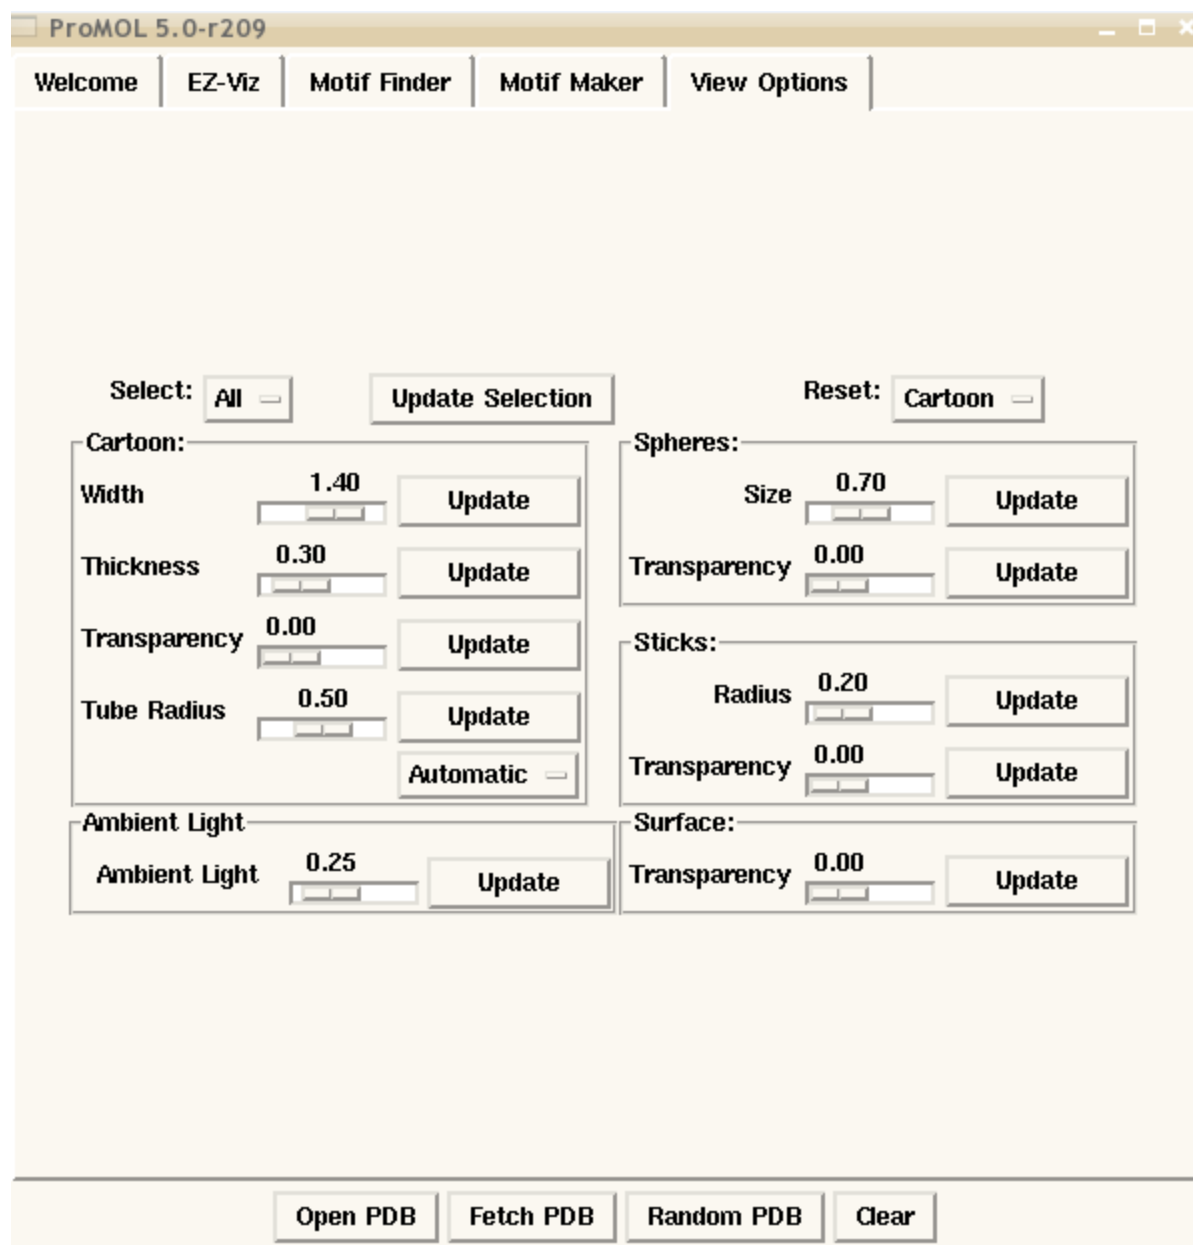 ProMOL 5.0-r209
Welcome EZ-Viz Motif Finder Motif Maker View Options
Select: All Update Selection Reset: Cartoon
Cartoon:
Width 1.40 Update
Thickness 0.30 Update
Transparency 0.00 Update
Tube Radius 0.50 Update
Automatic
Spheres:
Size 0.70 Update
Transparency 0.00 Update
Sticks:
Radius 0.20 Update
Transparency 0.00 Update
Ambient Light
Ambient Light 0.25 Update
Surface:
Transparency 0.00 Update
Open PDB Fetch PDB Random PDB Clear